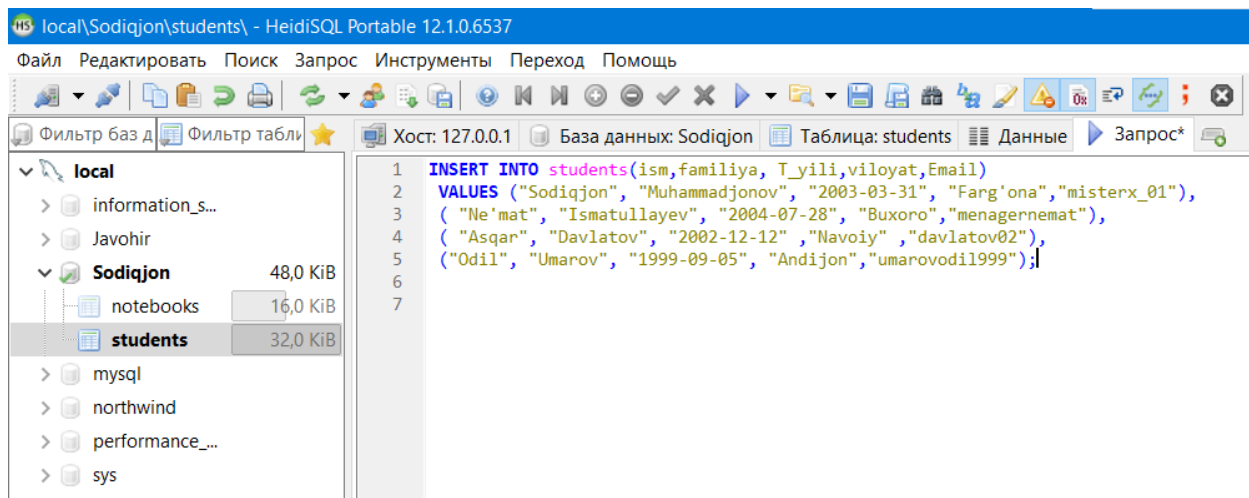 local\Sodiqjon\students\ - HeidiSQL Portable 12.1.0.6537
Файл Редактировать Поиск Запрос Инструменты Переход Помощь
Фильтр баз д Фильтр табли Хост: 127.0.0.1 База данных: Sodiqjon Таблица: students Данные Запрос*
local
information_s...
Javohir
Sodiqjon 48,0 KiB
notebooks 16,0 KiB
students 32,0 KiB
mysql
northwind
performance_...
sys
1 INSERT INTO students(ism,familiya, T_yili,viloyat,Email)
2 VALUES ("Sodiqjon", "Muhammadjonov", "2003-03-31", "Farg'ona","misterx_01"),
3 ( "Ne'mat", "Ismatullayev", "2004-07-28", "Buxoro","menagernemat"),
4 ( "Asqar", "Davlatov", "2002-12-12" ,"Navoiy" ,"davlatov02"),
5 ("Odil", "Umarov", "1999-09-05", "Andijon","umarovodil999");
6
7